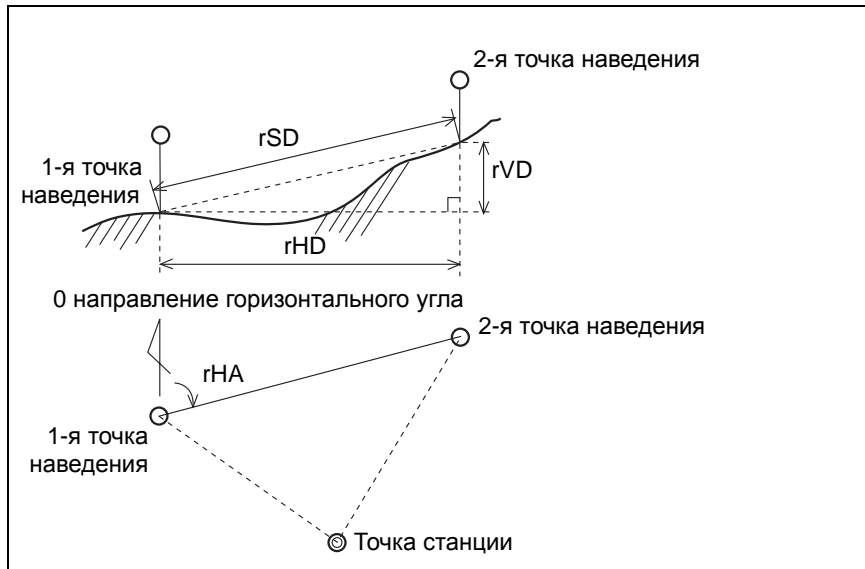 2-я точка наведения
rSD
1-я точка
наведения
rVD
rHD
0 направление горизонтального угла
2-я точка наведения
rHA
1-я точка
наведения
Точка станции